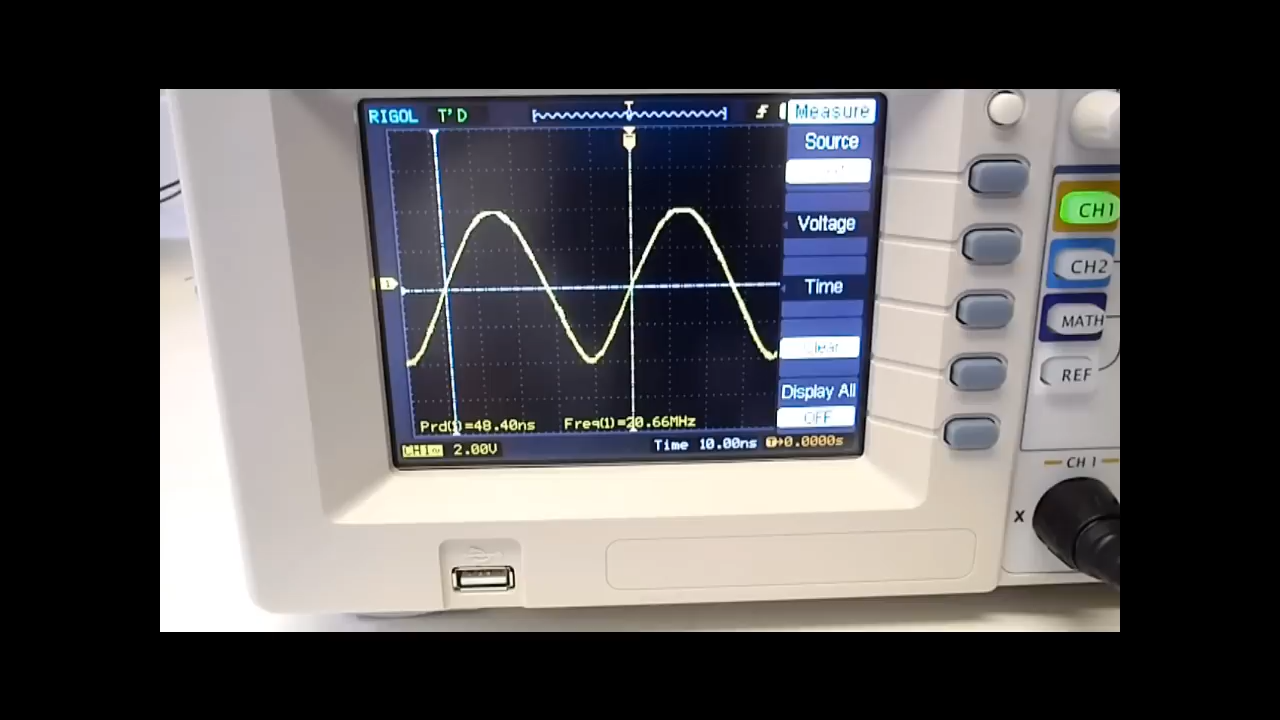 RIGOL T'D Measure
Source
Voltage
Time
Clear
Display All
OFF
Prd(1)=48.40ns Freq(1)=20.66MHz
CH1 2.00V Time 10.00ns T→0.0000s
T
1
CH1
CH2
MATH
REF
CH 1
X